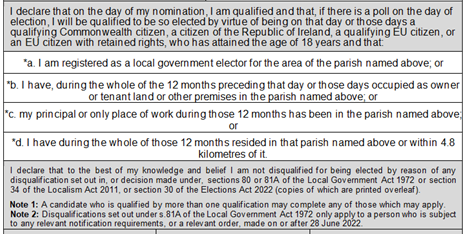 I declare that on the day of my nomination, I am qualified and that, if there is a poll on the day of
election, I will be qualified to be so elected by virtue of being on that day or those days a
qualifying Commonwealth citizen, a citizen of the Republic of Ireland, a qualifying EU citizen, or
an EU citizen with retained rights, who has attained the age of 18 years and that:
*a. I am registered as a local government elector for the area of the parish named above; or
*b. I have, during the whole of the 12 months preceding that day or those days occupied as owner
or tenant land or other premises in the parish named above; or
*c. my principal or only place of work during those 12 months has been in the parish named above;
or
*d. I have during the whole of those 12 months resided in that parish named above or within 4.8
kilometres of it.
I declare that to the best of my knowledge and belief I am not disqualified for being elected by reason of any
disqualification set out in, or decision made under, sections 80 or 81A of the Local Government Act 1972 or section
34 of the Localism Act 2011, or section 30 of the Elections Act 2022 (copies of which are printed overleaf).
Note 1: A candidate who is qualified by more than one qualification may complete any of those which may apply.
Note 2: Disqualifications set out under s.81A of the Local Government Act 1972 only apply to a person who is subject
to any relevant notification requirements, or a relevant order, made on or after 28 June 2022.